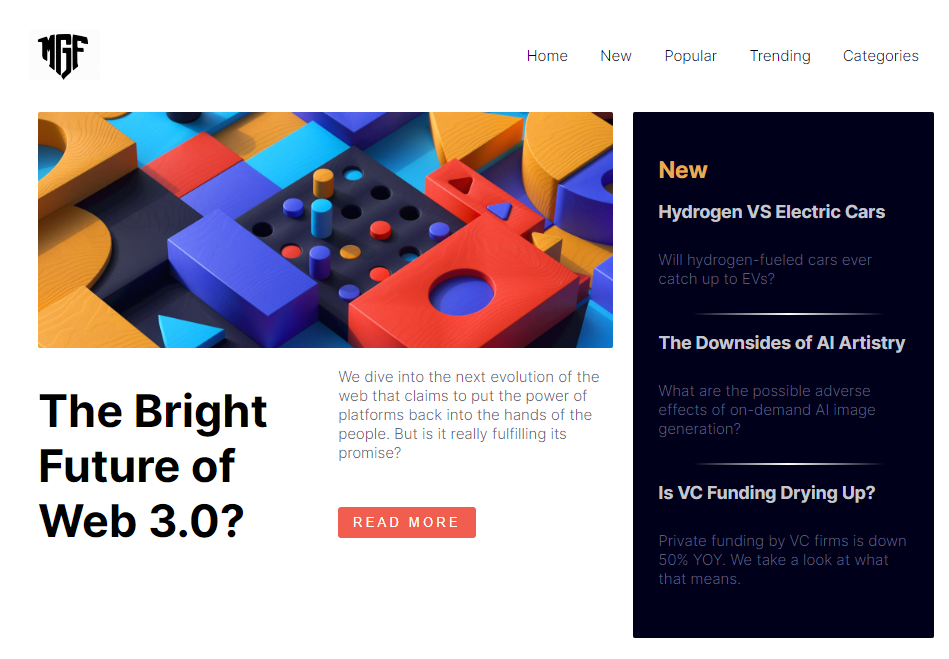 MGF
Home New Popular Trending Categories
The Bright
Future of
Web 3.0?
We dive into the next evolution of the
web that claims to put the power of
platforms back into the hands of the
people. But is it really fulfilling its
promise?
READ MORE
New
Hydrogen VS Electric Cars
Will hydrogen-fueled cars ever
catch up to EVs?
The Downsides of AI Artistry
What are the possible adverse
effects of on-demand AI image
generation?
Is VC Funding Drying Up?
Private funding by VC firms is down
50% YOY. We take a look at what
that means.